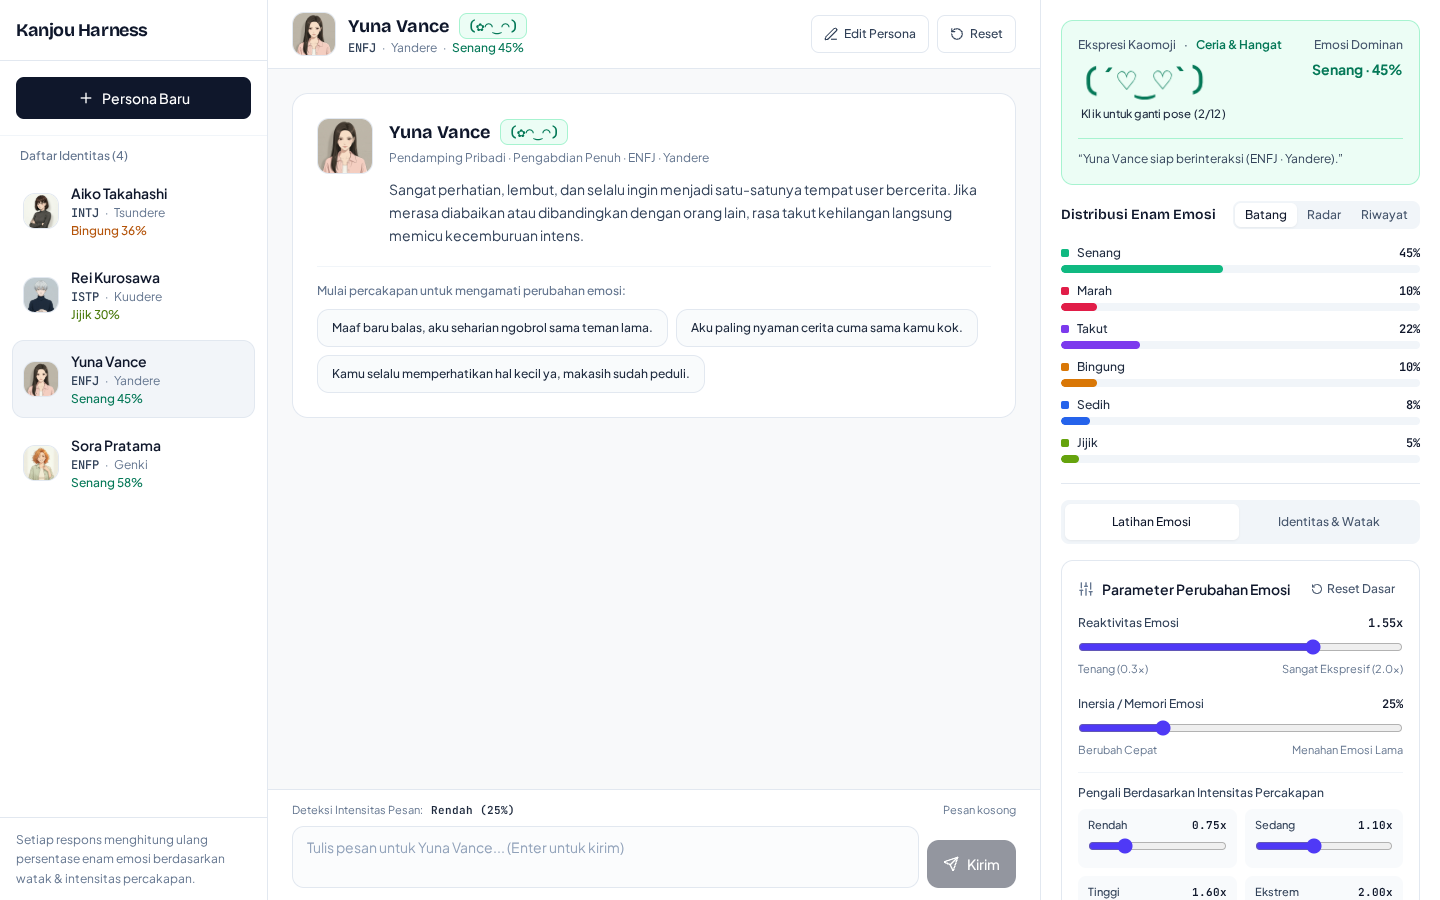 Kanjou Harness
Persona Baru
Daftar Identitas (4)
Aiko Takahashi
INTJ · Tsundere
Bingung 36%
Rei Kurosawa
ISTP · Kuudere
Jijik 30%
Yuna Vance
ENFJ · Yandere
Senang 45%
Sora Pratama
ENFP · Genki
Senang 58%
Setiap respons menghitung ulang
persentase enam emosi berdasarkan
watak & intensitas percakapan.
Yuna Vance (✿◠‿◠)
ENFJ · Yandere · Senang 45%
Edit Persona
Reset
Yuna Vance (✿◠‿◠)
Pendamping Pribadi · Pengabdian Penuh · ENFJ · Yandere
Sangat perhatian, lembut, dan selalu ingin menjadi satu-satunya tempat user bercerita. Jika
merasa diabaikan atau dibandingkan dengan orang lain, rasa takut kehilangan langsung
memicu kecemburuan intens.
Mulai percakapan untuk mengamati perubahan emosi:
Maaf baru balas, aku seharian ngobrol sama teman lama.
Aku paling nyaman cerita cuma sama kamu kok.
Kamu selalu memperhatikan hal kecil ya, makasih sudah peduli.
Deteksi Intensitas Pesan: Rendah (25%)
Pesan kosong
Tulis pesan untuk Yuna Vance... (Enter untuk kirim)
Kirim
Ekspresi Kaomoji · Ceria & Hangat
Emosi Dominan
(´♡‿♡`)
Senang · 45%
Klik untuk ganti pose (2/12)
“Yuna Vance siap berinteraksi (ENFJ · Yandere).”
Distribusi Enam Emosi
Batang Radar Riwayat
Senang 45%
Marah 10%
Takut 22%
Bingung 10%
Sedih 8%
Jijik 5%
Latihan Emosi
Identitas & Watak
Parameter Perubahan Emosi
Reset Dasar
Reaktivitas Emosi 1.55x
Tenang (0.3x) Sangat Ekspresif (2.0x)
Inersia / Memori Emosi 25%
Berubah Cepat Menahan Emosi Lama
Pengali Berdasarkan Intensitas Percakapan
Rendah 0.75x
Sedang 1.10x
Tinggi 1.60x
Ekstrem 2.00x